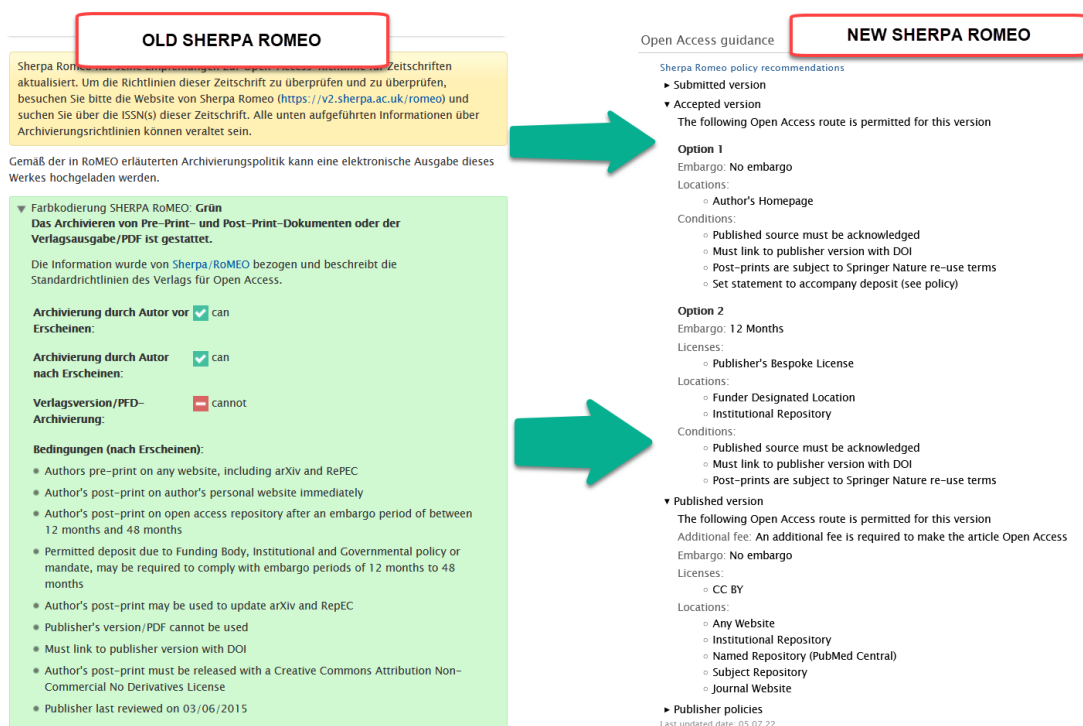 OLD SHERPA ROMEO
Sherpa Romeo hat seine Empfehlungen zur Open-Access-Richtlinie für Zeitschriften
aktualisiert. Um die Richtlinien dieser Zeitschrift zu überprüfen und zu überprüfen,
besuchen Sie bitte die Website von Sherpa Romeo (https://v2.sherpa.ac.uk/romeo) und
suchen Sie über die ISSN(s) dieser Zeitschrift. Alle unten aufgeführten Informationen über
Archivierungsrichtlinien können veraltet sein.
Gemäß der in RoMEO erläuterten Archivierungspolitik kann eine elektronische Ausgabe dieses
Werkes hochgeladen werden.
▼ Farbkodierung SHERPA RoMEO: Grün
Das Archivieren von Pre-Print- und Post-Print-Dokumenten oder der
Verlagsausgabe/PDF ist gestattet.
Die Information wurde von Sherpa/RoMEO bezogen und beschreibt die
Standardrichtlinien des Verlags für Open Access.
Archivierung durch Autor vor can
Erscheinen:
Archivierung durch Autor can
nach Erscheinen:
Verlagsversion/PFD- cannot
Archivierung:
Bedingungen (nach Erscheinen):
Authors pre-print on any website, including arXiv and RePEC
Author's post-print on author's personal website immediately
Author's post-print on open access repository after an embargo period of between
12 months and 48 months
Permitted deposit due to Funding Body, Institutional and Governmental policy or
mandate, may be required to comply with embargo periods of 12 months to 48
months
Author's post-print may be used to update arXiv and RepEC
Publisher's version/PDF cannot be used
Must link to publisher version with DOI
Author's post-print must be released with a Creative Commons Attribution Non-
Commercial No Derivatives License
Publisher last reviewed on 03/06/2015
NEW SHERPA ROMEO
Open Access guidance
Sherpa Romeo policy recommendations
▸ Submitted version
▾ Accepted version
The following Open Access route is permitted for this version
Option 1
Embargo: No embargo
Locations:
Author's Homepage
Conditions:
Published source must be acknowledged
Must link to publisher version with DOI
Post-prints are subject to Springer Nature re-use terms
Set statement to accompany deposit (see policy)
Option 2
Embargo: 12 Months
Licenses:
Publisher's Bespoke License
Locations:
Funder Designated Location
Institutional Repository
Conditions:
Published source must be acknowledged
Must link to publisher version with DOI
Post-prints are subject to Springer Nature re-use terms
▾ Published version
The following Open Access route is permitted for this version
Additional fee: An additional fee is required to make the article Open Access
Embargo: No embargo
Licenses:
CC BY
Locations:
Any Website
Institutional Repository
Named Repository (PubMed Central)
Subject Repository
Journal Website
▸ Publisher policies
Last updated date: 05.07.22